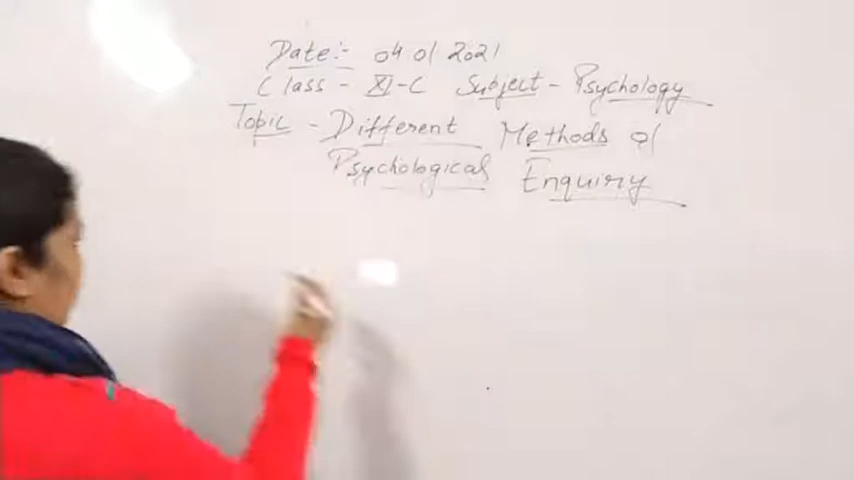 Date:- 04 01 2021
Class - XI-C Subject - Psychology
Topic - Different Methods of
Psychological Enquiry